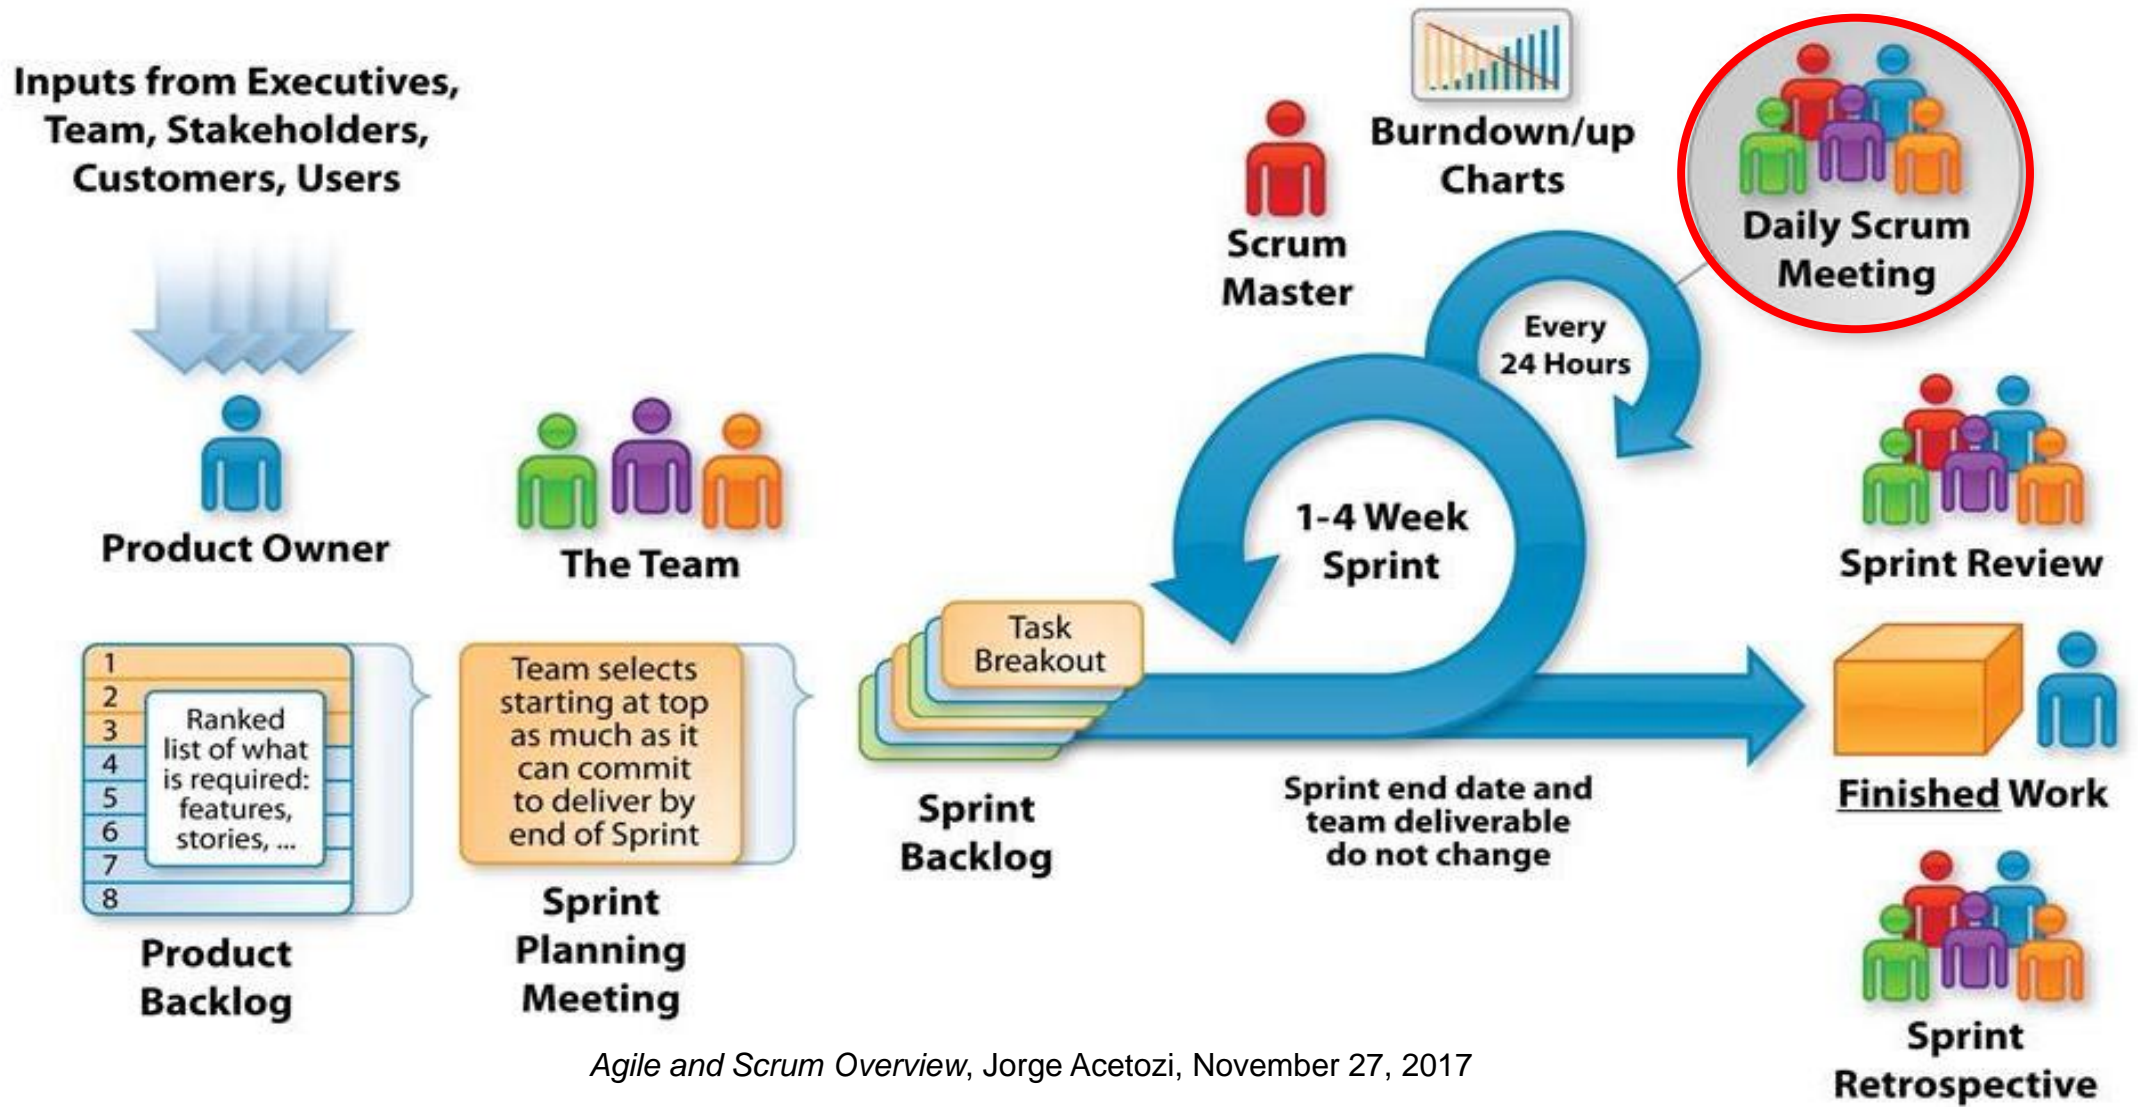 Inputs from Executives,
Team, Stakeholders,
Customers, Users
Product Owner
The Team
1
2
3
4
5
6
7
8
Ranked
list of what
is required:
features,
stories, ...
Product
Backlog
Team selects
starting at top
as much as it
can commit
to deliver by
end of Sprint
Sprint
Planning
Meeting
Task
Breakout
Sprint
Backlog
Scrum
Master
Burndown/up
Charts
Daily Scrum
Meeting
Every
24 Hours
1-4 Week
Sprint
Sprint end date and
team deliverable
do not change
Sprint Review
Finished Work
Sprint
Retrospective
Agile and Scrum Overview, Jorge Acetozi, November 27, 2017